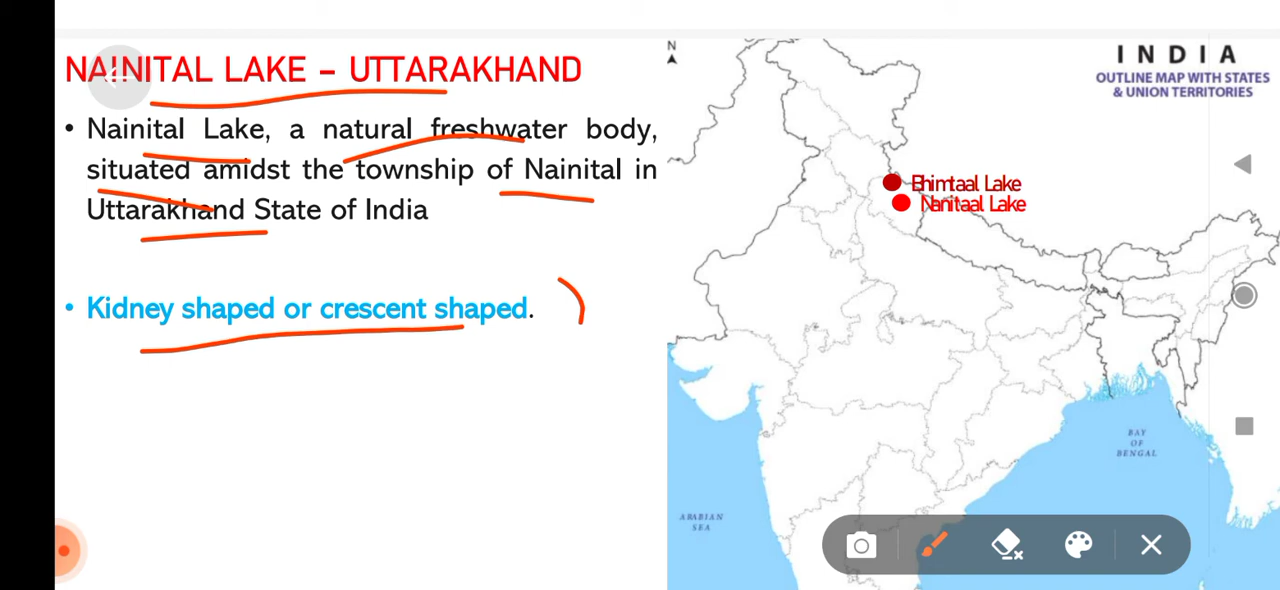 NAINITAL LAKE – UTTARAKHAND
• Nainital Lake, a natural freshwater body,
situated amidst the township of Nainital in
Uttarakhand State of India
• Kidney shaped or crescent shaped.
N
INDIA
OUTLINE MAP WITH STATES
& UNION TERRITORIES
Bhimtaal Lake
Nanitaal Lake
BAY
OF
BENGAL
ARABIAN
SEA